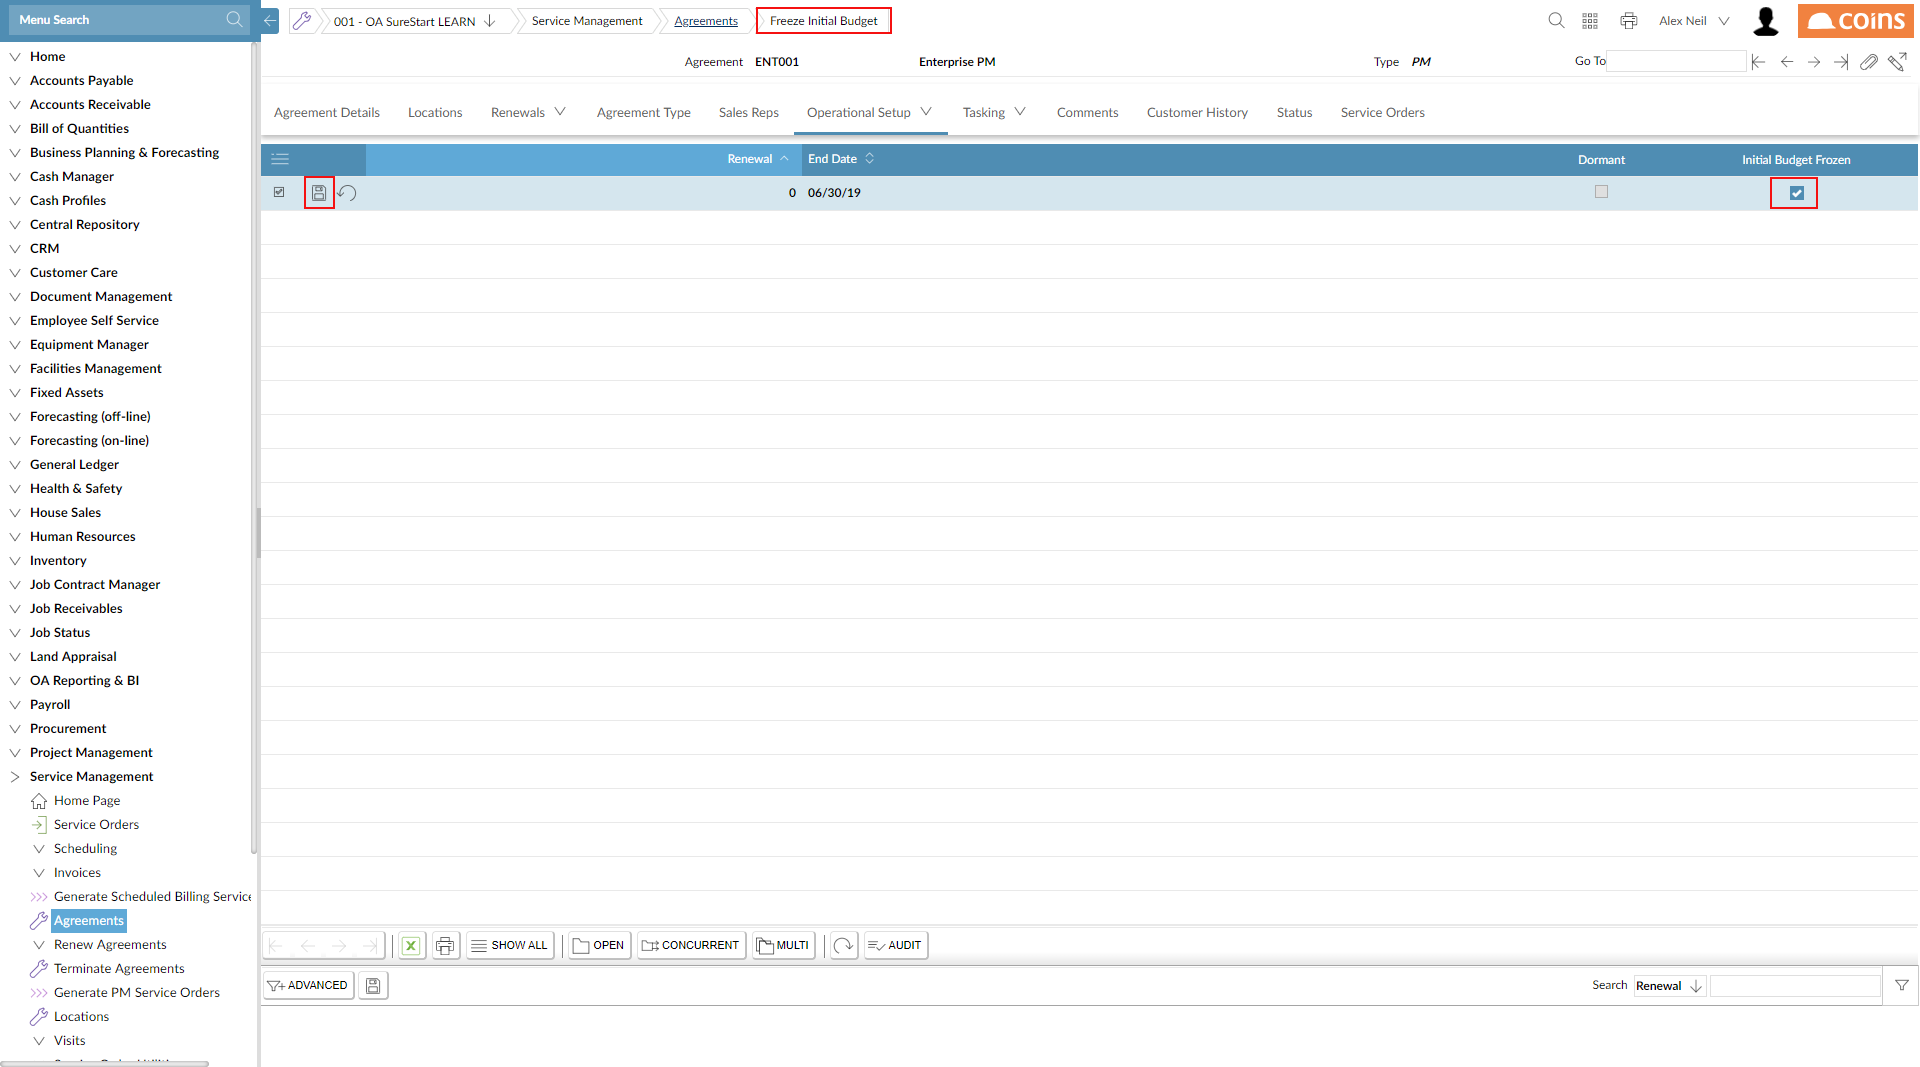 Menu Search
001 - OA SureStart LEARN
Service Management
Agreements
Freeze Initial Budget
Alex Neil
coins
Agreement ENT001
Enterprise PM
Type PM
Go To
Agreement Details
Locations
Renewals
Agreement Type
Sales Reps
Operational Setup
Tasking
Comments
Customer History
Status
Service Orders
Renewal
End Date
Dormant
Initial Budget Frozen
0
06/30/19
Home
Accounts Payable
Accounts Receivable
Bill of Quantities
Business Planning & Forecasting
Cash Manager
Cash Profiles
Central Repository
CRM
Customer Care
Document Management
Employee Self Service
Equipment Manager
Facilities Management
Fixed Assets
Forecasting (off-line)
Forecasting (on-line)
General Ledger
Health & Safety
House Sales
Human Resources
Inventory
Job Contract Manager
Job Receivables
Job Status
Land Appraisal
OA Reporting & BI
Payroll
Procurement
Project Management
Service Management
Home Page
Service Orders
Scheduling
Invoices
Generate Scheduled Billing Service
Agreements
Renew Agreements
Terminate Agreements
Generate PM Service Orders
Locations
Visits
SHOW ALL
OPEN
CONCURRENT
MULTI
AUDIT
ADVANCED
Search Renewal